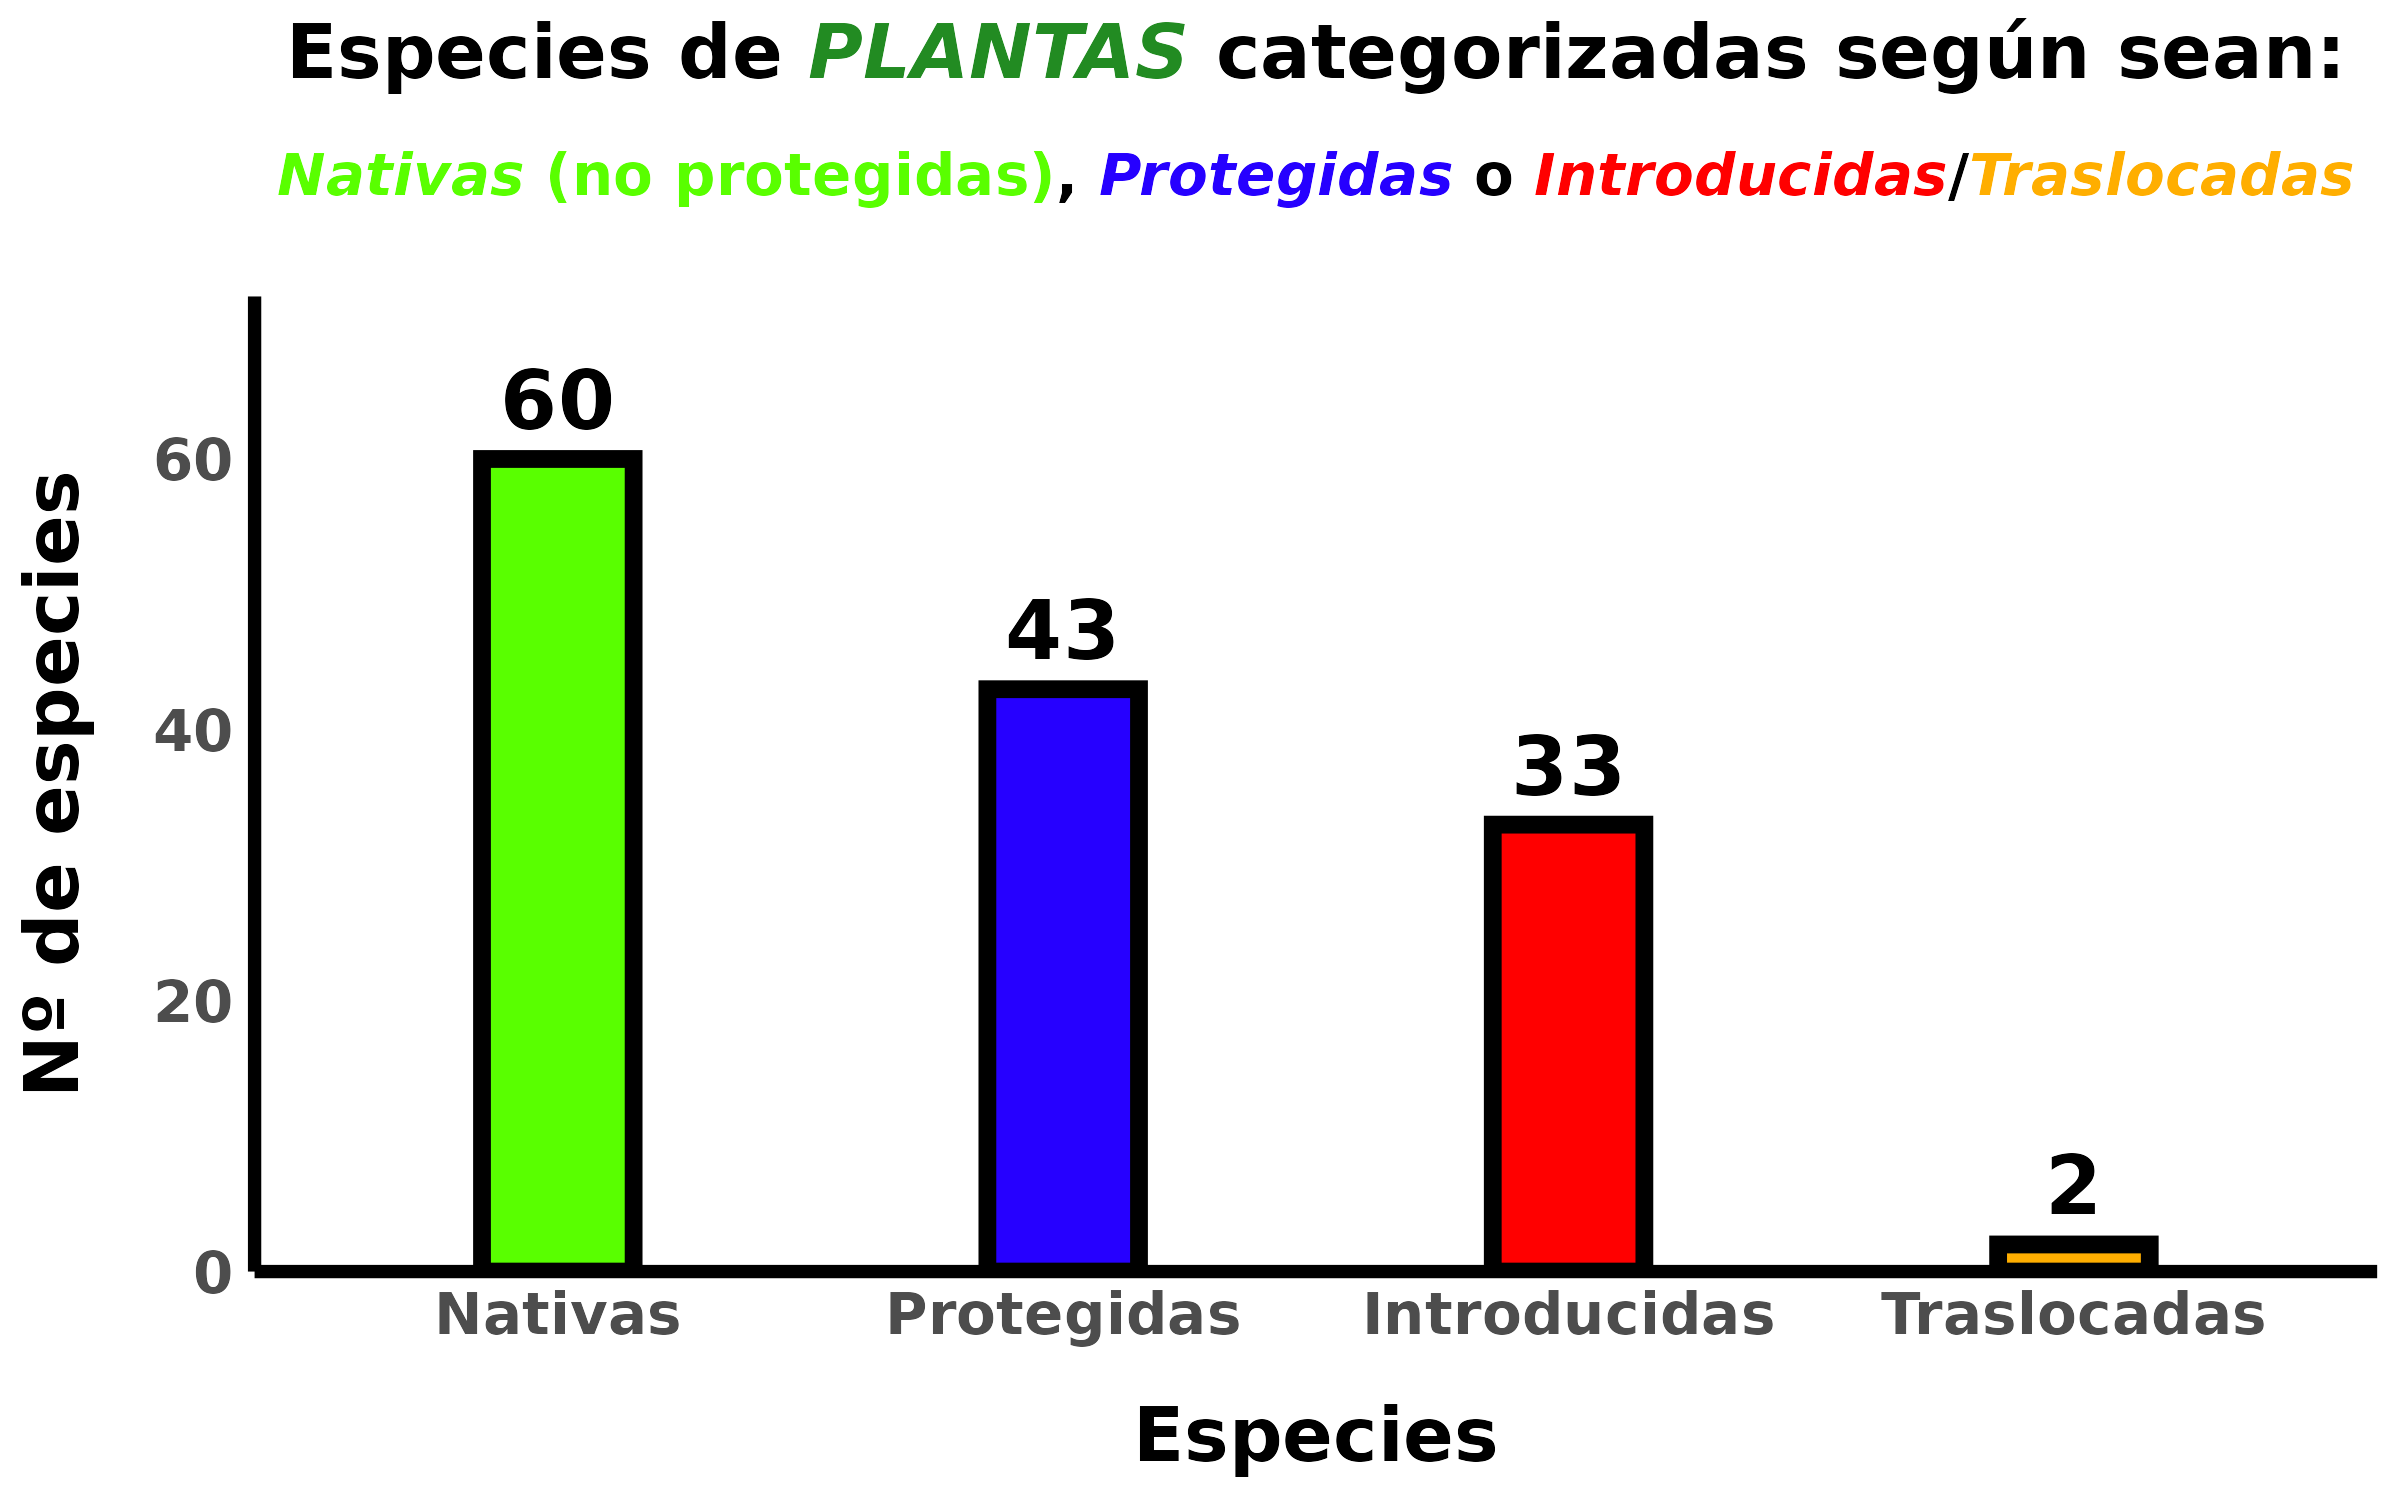 Especies de PLANTAS categorizadas según sean:
Nativas (no protegidas), Protegidas o Introducidas/Traslocadas
Nº de especies
60
40
20
0
60
43
33
2
Nativas
Protegidas
Introducidas
Traslocadas
Especies